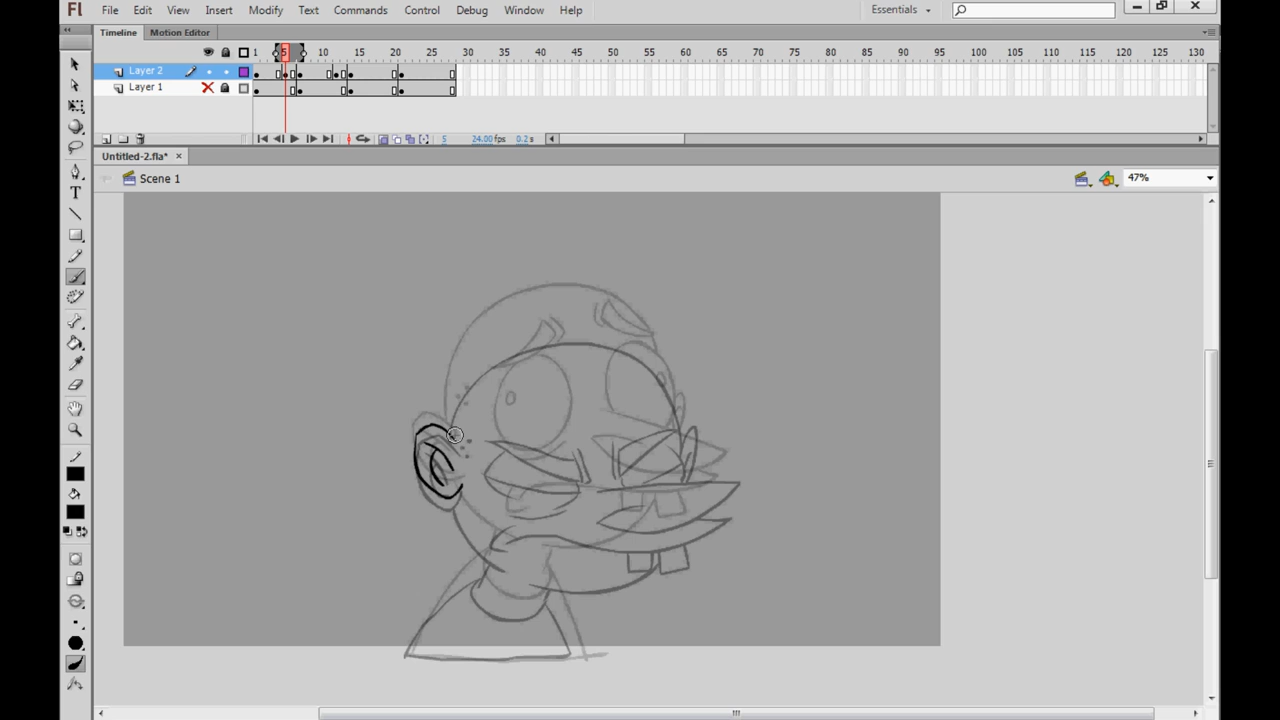 Fl File Edit View Insert Modify Text Commands Control Debug Window Help Essentials
Timeline Motion Editor
1 5 10 15 20 25 30 35 40 45 50 55 60 65 70 75 80 85 90 95 100 105 110 115 120 125 130
Layer 2
Layer 1
5 24.00 fps 0.2 s
Untitled-2.fla* ×
Scene 1 47%
T